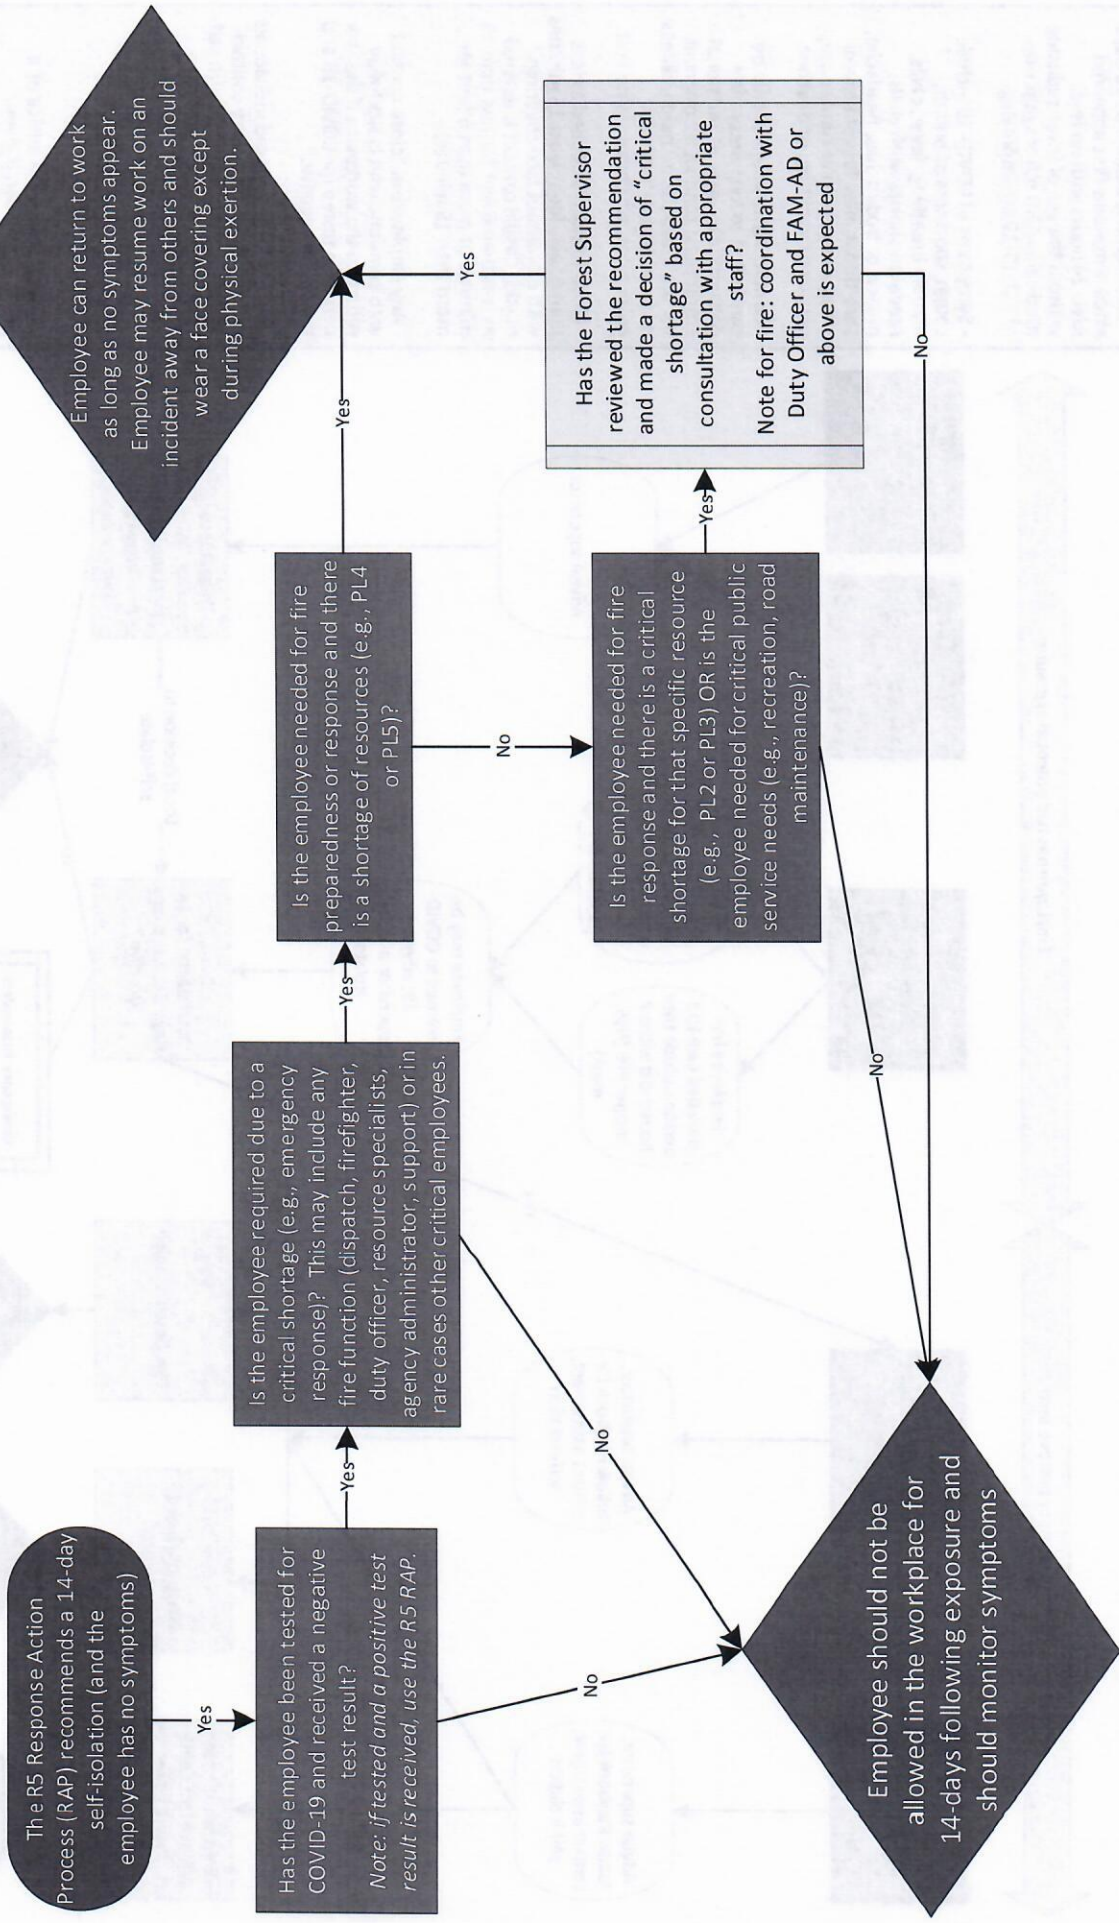 The R5 Response Action
Process (RAP) recommends a 14-day
self-isolation (and the
employee has no symptoms)
Yes
Has the employee been tested for
COVID-19 and received a negative
test result?
Note: if tested and a positive test
result is received, use the R5 RAP.
Yes
No
Is the employee required due to a
critical shortage (e.g., emergency
response)? This may include any
fire function (dispatch, firefighter,
duty officer, resource specialists,
agency administrator, support) or in
rare cases other critical employees.
Yes
No
Is the employee needed for fire
preparedness or response and there
is a shortage of resources (e.g., PL4
or PL5)?
Yes
No
Is the employee needed for fire
response and there is a critical
shortage for that specific resource
(e.g., PL2 or PL3) OR is the
employee needed for critical public
service needs (e.g., recreation, road
maintenance)?
Yes
No
Has the Forest Supervisor
reviewed the recommendation
and made a decision of "critical
shortage" based on
consultation with appropriate
staff?
Note for fire: coordination with
Duty Officer and FAM-AD or
above is expected
Yes
No
Employee can return to work
as long as no symptoms appear.
Employee may resume work on an
incident away from others and should
wear a face covering except
during physical exertion.
Employee should not be
allowed in the workplace for
14-days following exposure and
should monitor symptoms